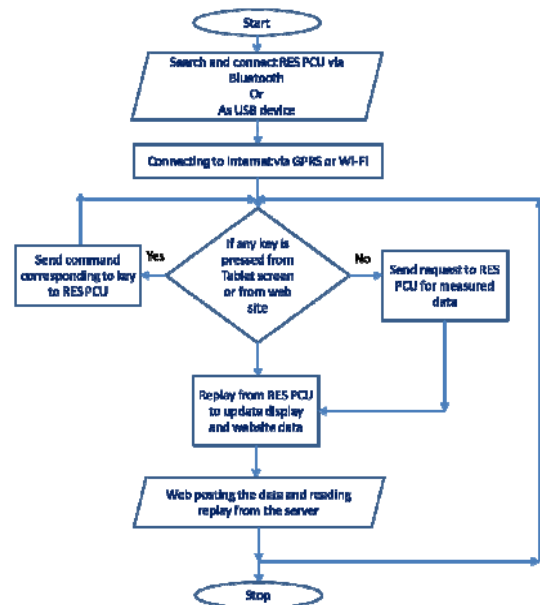 Start
Search and connect RES PCU via
Bluetooth
Or
As USB device
Connecting to Internet via GPRS or Wi-Fi
If any key is
pressed from
Tablet screen
or from web
site
Yes
No
Send command
corresponding to key
to RES PCU
Send request to RES
PCU for measured
data
Replay from RES PCU
to update display
and website data
Web posting the data and reading
replay from the server
Stop